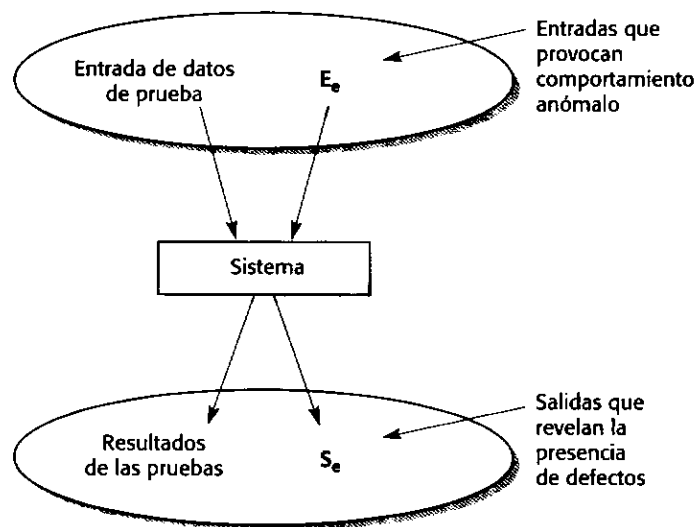 Entrada de datos
de prueba
Eₑ
Entradas que
provocan
comportamiento
anómalo
Sistema
Resultados
de las pruebas
Sₑ
Salidas que
revelan la
presencia
de defectos